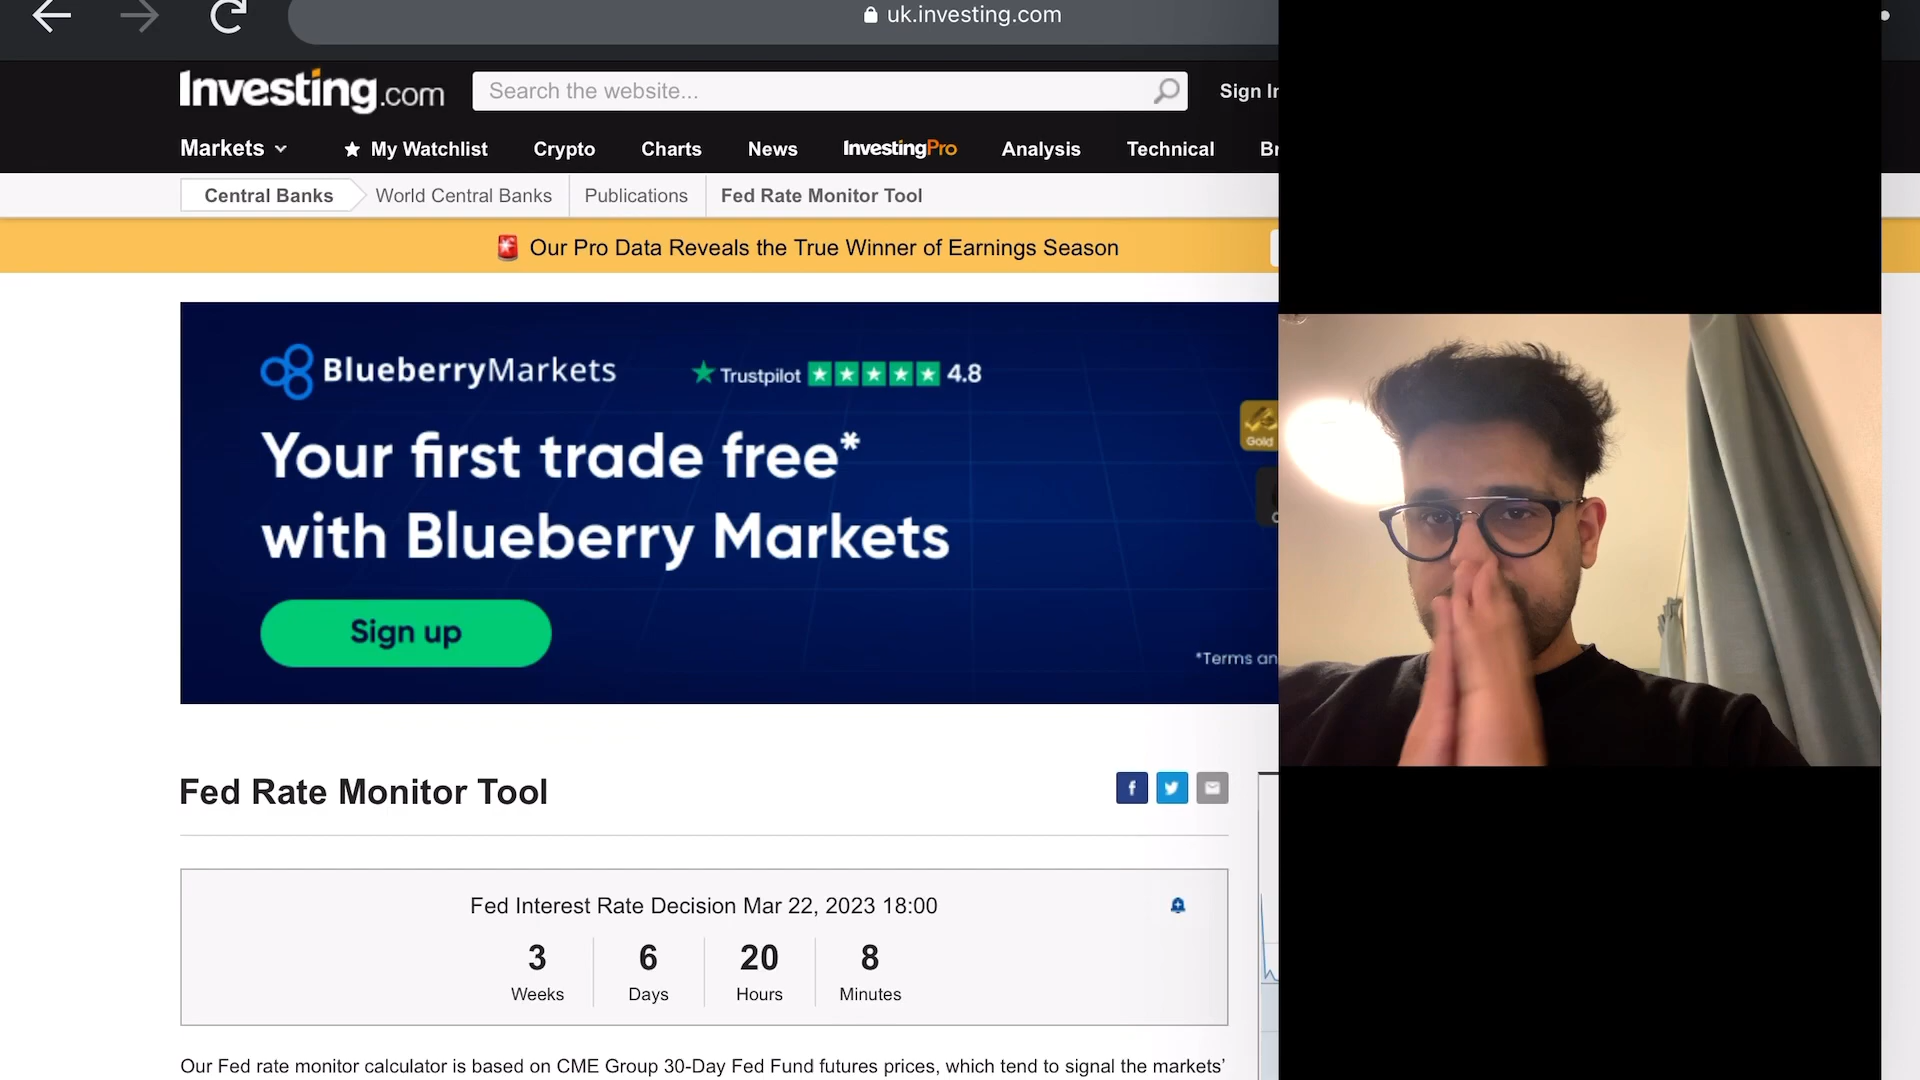 uk.investing.com
Investing.com
Search the website...
Sign In
Markets
My Watchlist
Crypto
Charts
News
InvestingPro
Analysis
Technical
Br
Central Banks
World Central Banks
Publications
Fed Rate Monitor Tool
Our Pro Data Reveals the True Winner of Earnings Season
BlueberryMarkets
Trustpilot 4.8
Your first trade free*
with Blueberry Markets
Gold
Sign up
*Terms an
Fed Rate Monitor Tool
Fed Interest Rate Decision Mar 22, 2023 18:00
3 6 20 8
Weeks Days Hours Minutes
Our Fed rate monitor calculator is based on CME Group 30-Day Fed Fund futures prices, which tend to signal the markets’